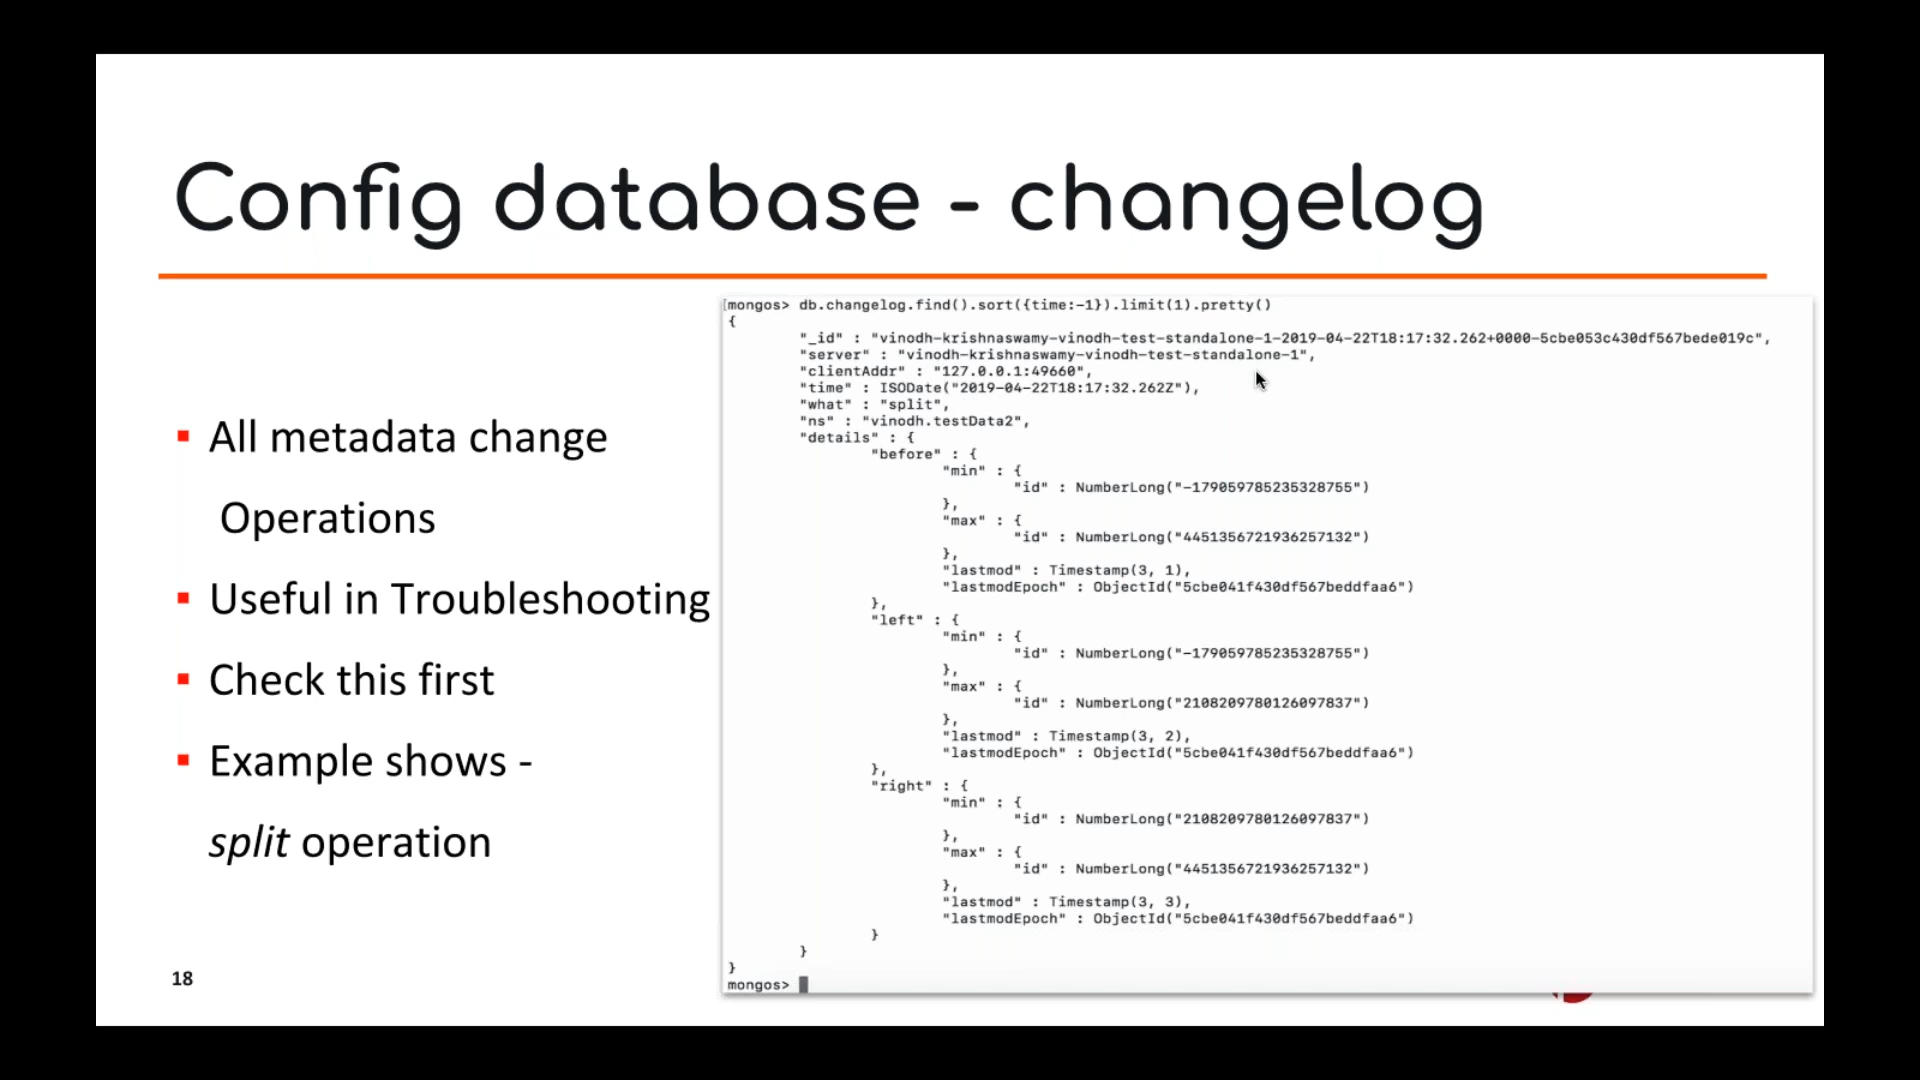 Config database - changelog
All metadata change
Operations
Useful in Troubleshooting
Check this first
Example shows -
split operation
18
[mongos> db.changelog.find().sort({time:-1}).limit(1).pretty()
{
"_id" : "vinodh-krishnaswamy-vinodh-test-standalone-1-2019-04-22T18:17:32.262+0000-5cbe053c430df567bede019c",
"server" : "vinodh-krishnaswamy-vinodh-test-standalone-1",
"clientAddr" : "127.0.0.1:49660",
"time" : ISODate("2019-04-22T18:17:32.262Z"),
"what" : "split",
"ns" : "vinodh.testData2",
"details" : {
"before" : {
"min" : {
"id" : NumberLong("-179059785235328755")
},
"max" : {
"id" : NumberLong("4451356721936257132")
},
"lastmod" : Timestamp(3, 1),
"lastmodEpoch" : ObjectId("5cbe041f430df567beddfaa6")
},
"left" : {
"min" : {
"id" : NumberLong("-179059785235328755")
},
"max" : {
"id" : NumberLong("2108209780126097837")
},
"lastmod" : Timestamp(3, 2),
"lastmodEpoch" : ObjectId("5cbe041f430df567beddfaa6")
},
"right" : {
"min" : {
"id" : NumberLong("2108209780126097837")
},
"max" : {
"id" : NumberLong("4451356721936257132")
},
"lastmod" : Timestamp(3, 3),
"lastmodEpoch" : ObjectId("5cbe041f430df567beddfaa6")
}
}
}
mongos>